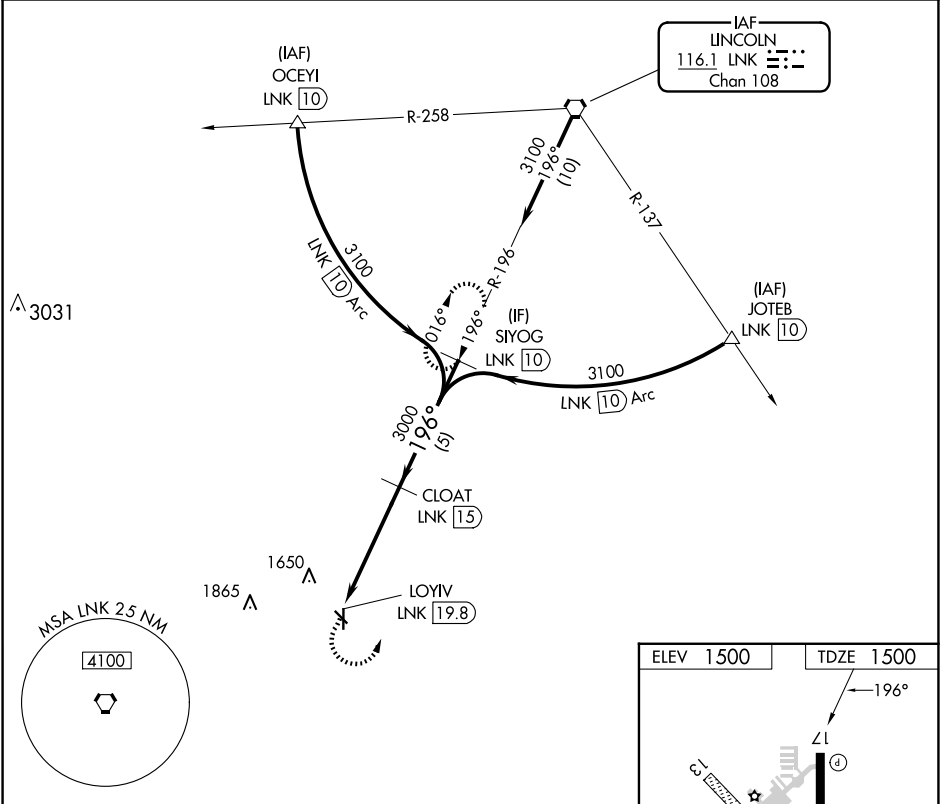 IAF
LINCOLN
116.1 LNK
Chan 108
(IAF)
OCEYI
LNK 10
R-258
3100
196°
(10)
R-137
R-196
3100
LNK 10 Arc
3031
016°
196°
(IF)
SIYOG
LNK 10
(IAF)
JOTEB
LNK 10
3100
LNK 10 Arc
3000
196°
(5)
CLOAT
LNK 15
1650
1865
LOYIV
LNK 19.8
MSA LNK 25 NM
4100
ELEV 1500
TDZE 1500
196°
17
P
13